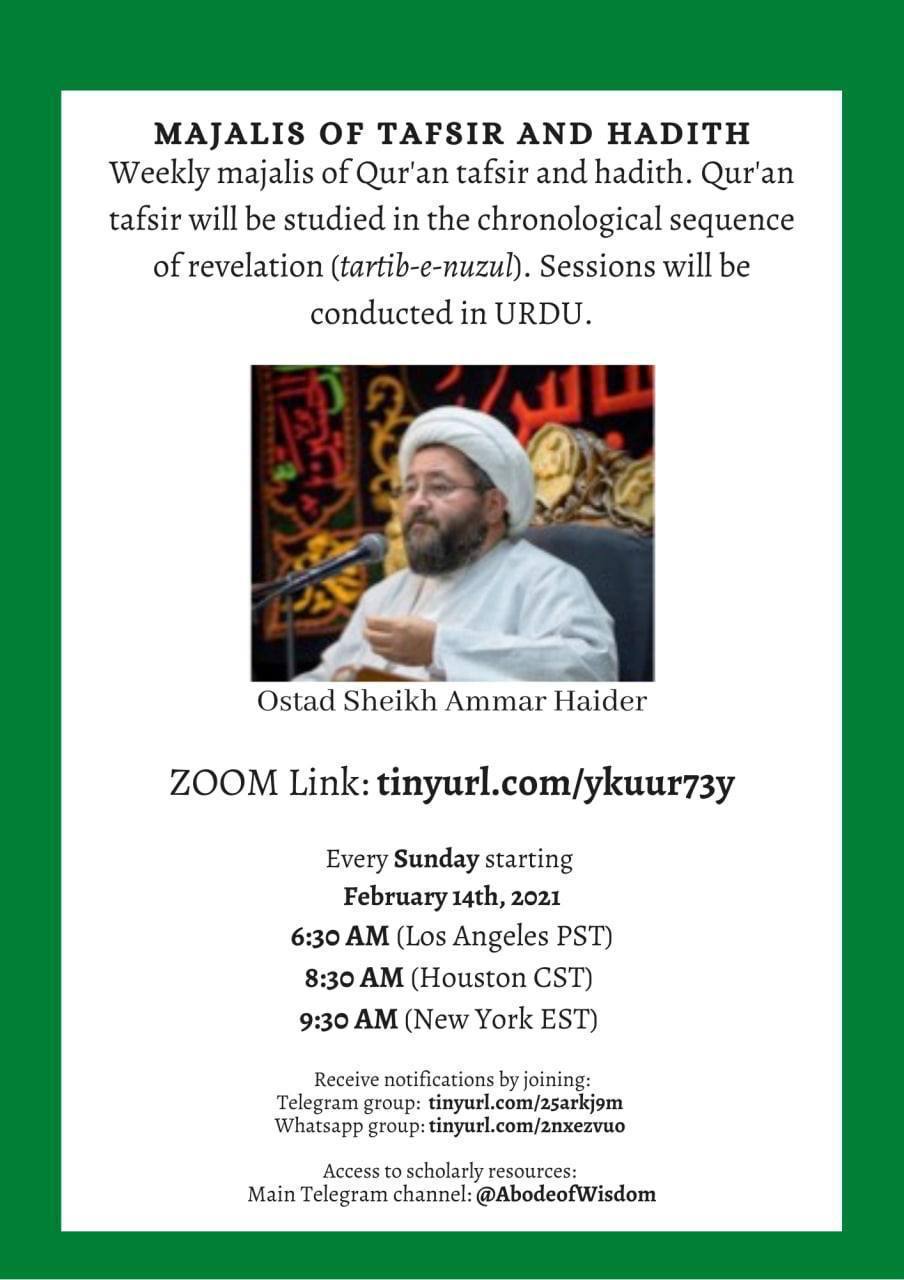 MAJALIS OF TAFSIR AND HADITH
Weekly majalis of Qur'an tafsir and hadith. Qur'an
tafsir will be studied in the chronological sequence
of revelation (tartib-e-nuzul). Sessions will be
conducted in URDU.
Ostad Sheikh Ammar Haider
ZOOM Link: tinyurl.com/ykuur73y
Every Sunday starting
February 14th, 2021
6:30 AM (Los Angeles PST)
8:30 AM (Houston CST)
9:30 AM (New York EST)
Receive notifications by joining:
Telegram group: tinyurl.com/25arkj9m
Whatsapp group: tinyurl.com/2nxezvuo
Access to scholarly resources:
Main Telegram channel: @AbodeofWisdom